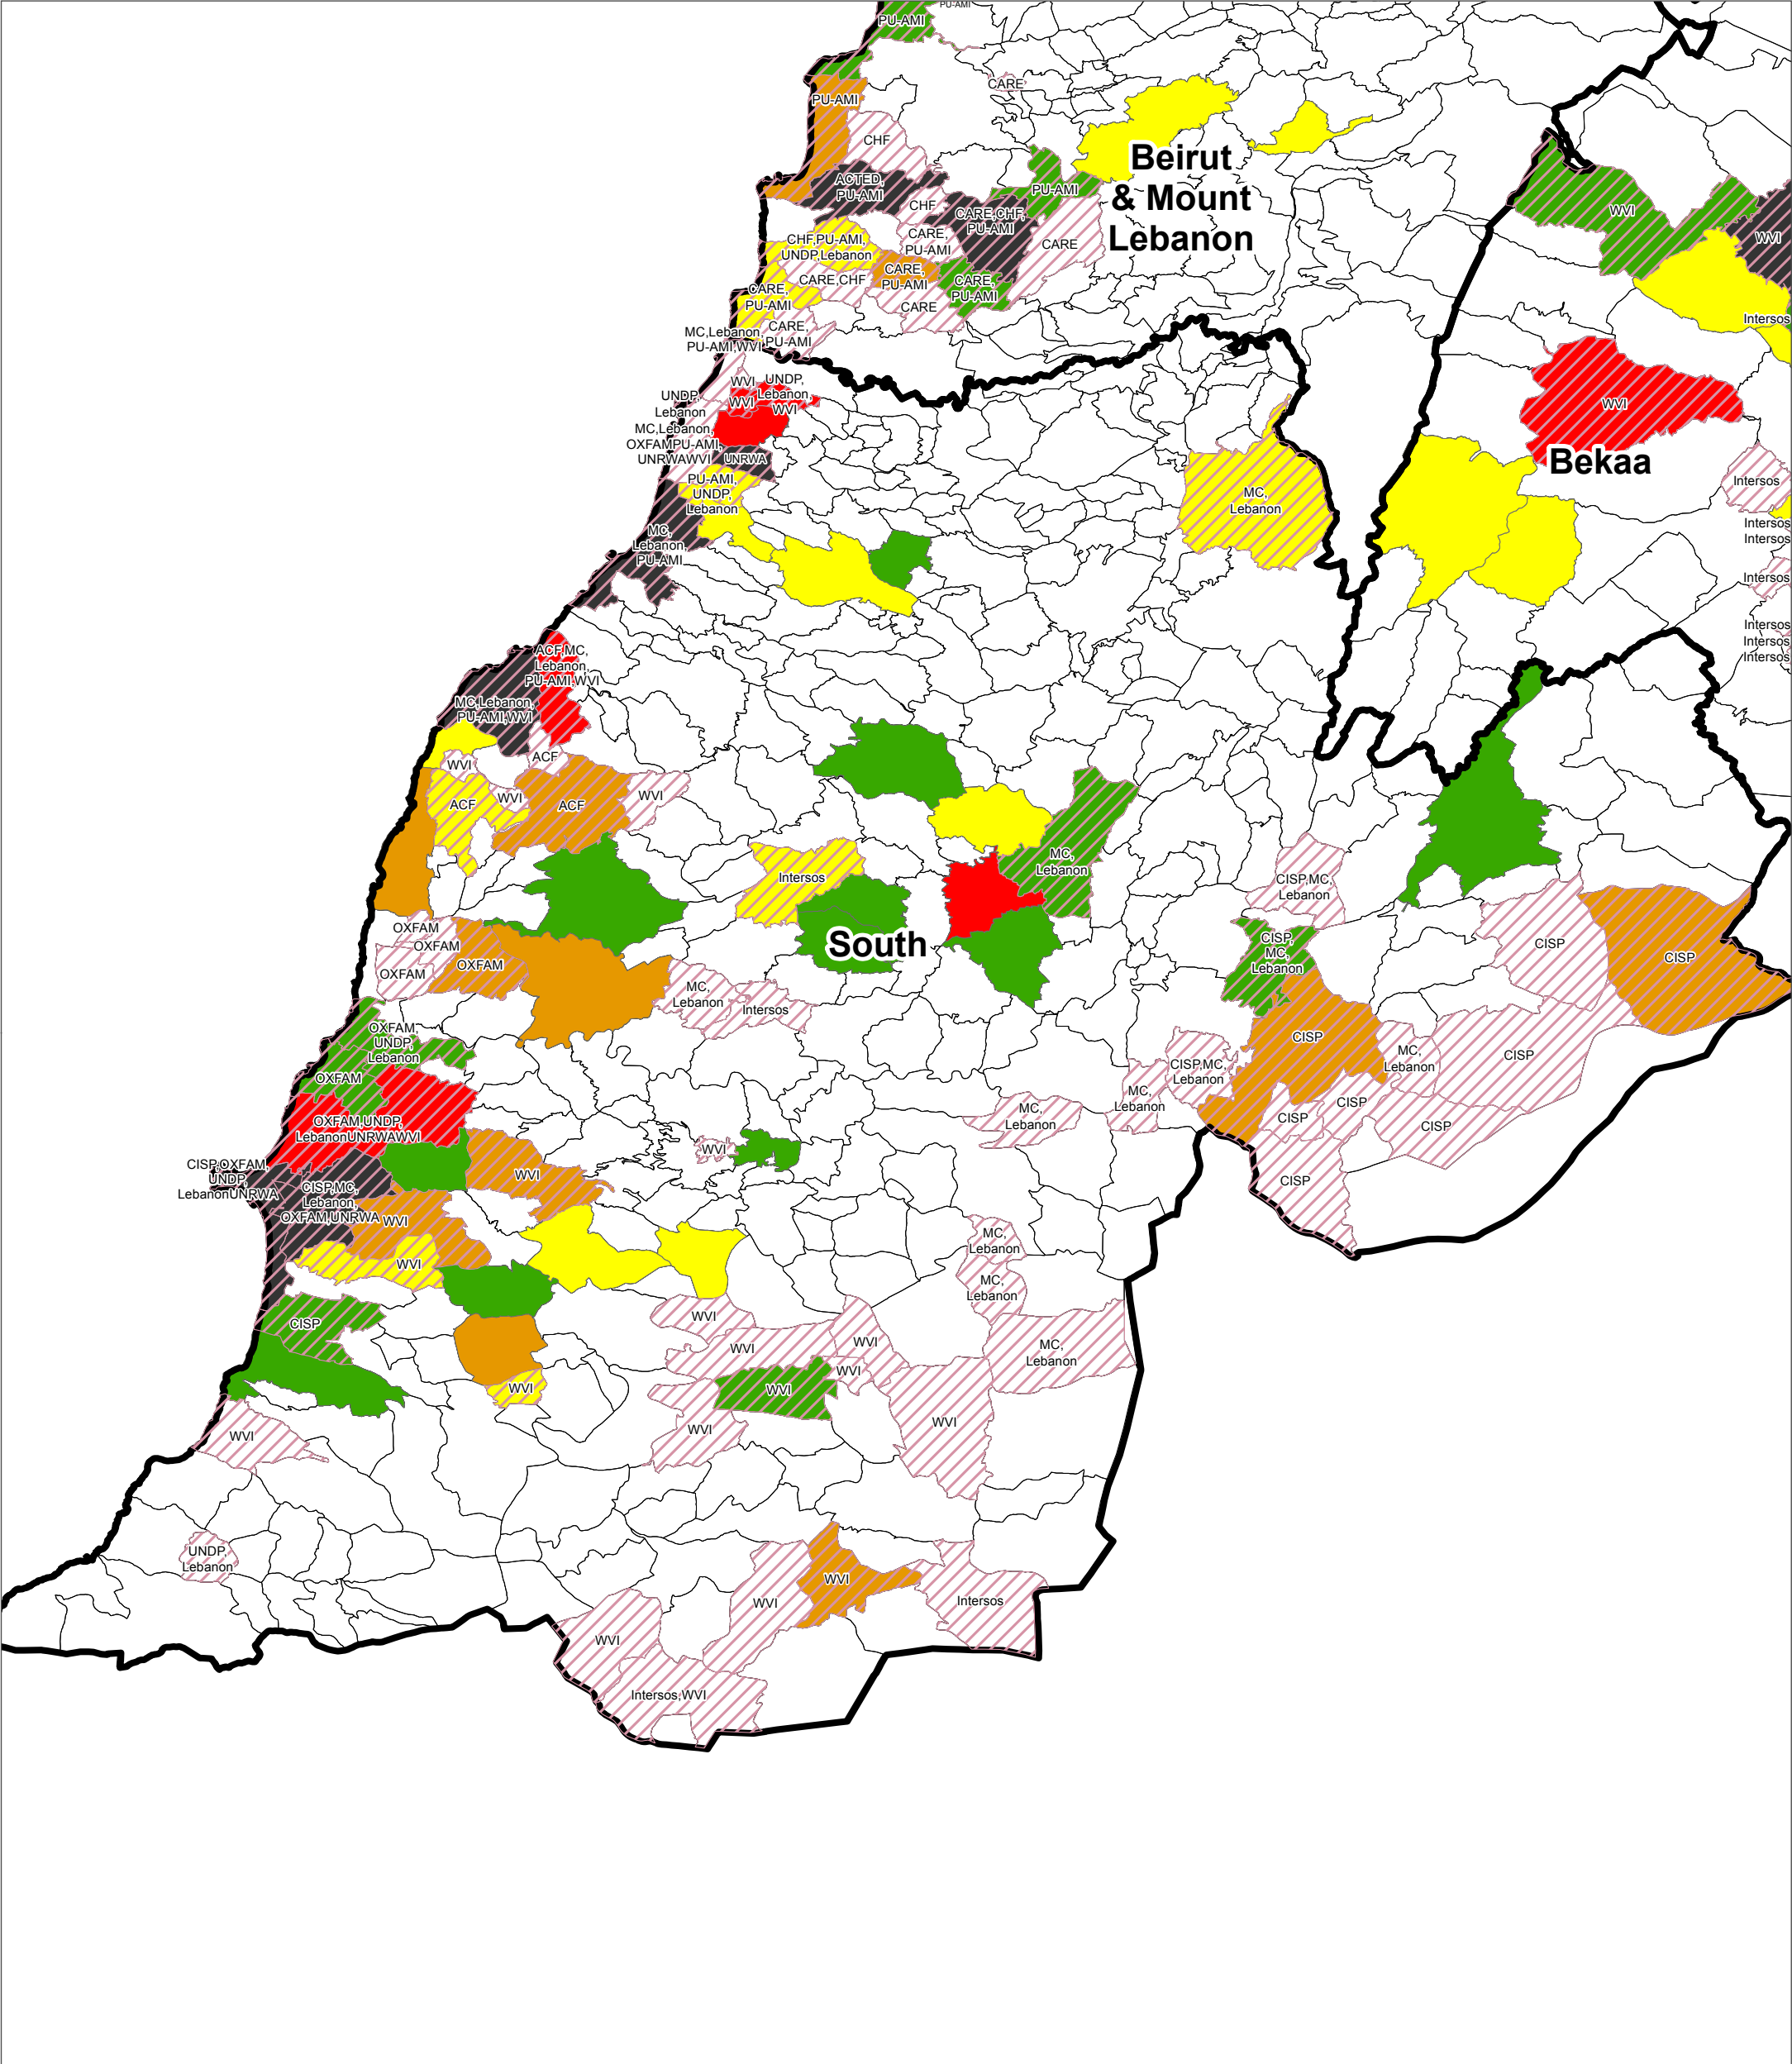 PU-AMI
PU-AMI
CARE
PU-AMI
CHF
ACTED,
PU-AMI
CHF
PU-AMI
CARE,CHF,
PU-AMI
CARE,
PU-AMI
CARE
CHF,PU-AMI,
UNDP,Lebanon
CARE,CHF
CARE,
PU-AMI
CARE,
PU-AMI
CARE,
PU-AMI
CARE
CARE,
PU-AMI
MC,Lebanon,
PU-AMI,WVI
Beirut
& Mount
Lebanon
WVI
WVI
Intersos
WVI
Bekaa
Intersos
Intersos
Intersos
Intersos
Intersos
Intersos
Intersos
WVI
UNDP,
Lebanon,
WVI
WVI
UNDP,
Lebanon
MC,Lebanon,
OXFAMPU-AMI,
UNRWAWVI
UNRWA
PU-AMI,
UNDP,
Lebanon
MC,
Lebanon
MC,
Lebanon,
PU-AMI
ACF,MC,
Lebanon,
PU-AMI,WVI
MC,Lebanon,
PU-AMI,WVI
ACF
WVI
ACF
WVI
ACF
WVI
Intersos
MC,
Lebanon
CISP,MC,
Lebanon
South
OXFAM
OXFAM
OXFAM
OXFAM
MC,
Lebanon
Intersos
CISP,
MC,
Lebanon
CISP
CISP
CISP
CISP
MC,
Lebanon
CISP,MC,
Lebanon
MC,
Lebanon
MC,
Lebanon
CISP
CISP
CISP
CISP
OXFAM,
UNDP,
Lebanon
OXFAM
OXFAM,UNDP,
LebanonUNRWAWVI
WVI
WVI
CISP,OXFAM,
UNDP,
LebanonUNRWA
CISP,MC,
Lebanon,
OXFAM,UNRWA
WVI
WVI
CISP
WVI
WVI
MC,
Lebanon
MC,
Lebanon
MC,
Lebanon
WVI
WVI
WVI
WVI
WVI
WVI
WVI
UNDP,
Lebanon
WVI
WVI
Intersos
WVI
Intersos,WVI